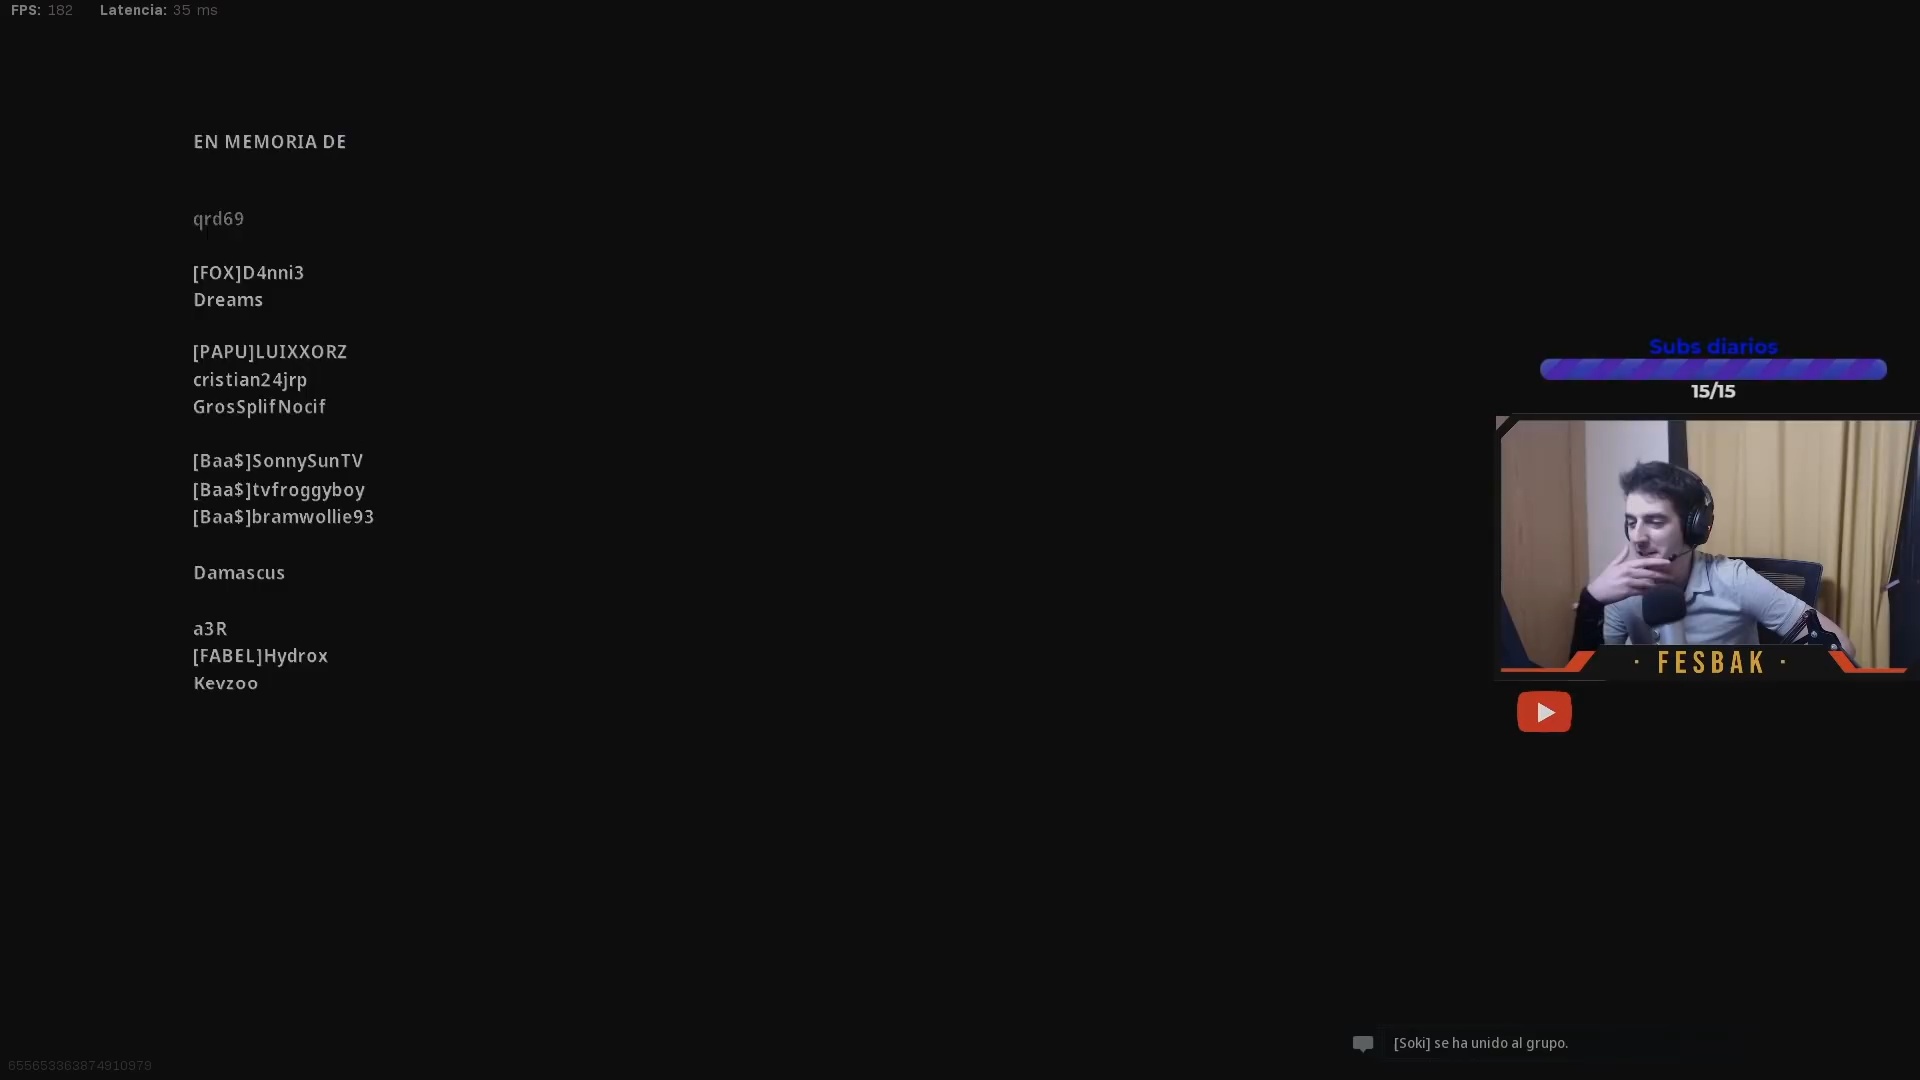 FPS: 182 Latencia: 35 ms
EN MEMORIA DE
qrd69
[FOX]D4nni3
Dreams
[PAPU]LUIXXORZ
cristian24jrp
GrosSplifNocif
[Baa$]SonnySunTV
[Baa$]tvfroggyboy
[Baa$]bramwollie93
Damascus
a3R
[FABEL]Hydrox
Kevzoo
Subs diarios
15/15
· FESBAK ·
[Soki] se ha unido al grupo.
655653363874910979